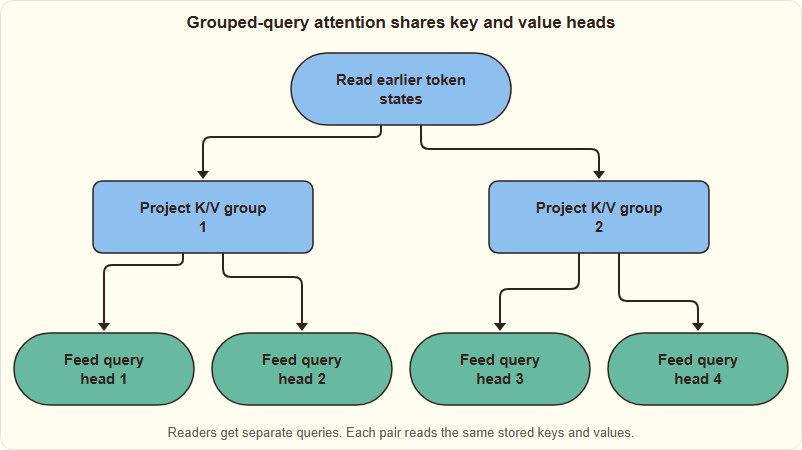 Grouped-query attention shares key and value heads
Read earlier token
states
Project K/V group
1
Project K/V group
2
Feed query
head 1
Feed query
head 2
Feed query
head 3
Feed query
head 4
Readers get separate queries. Each pair reads the same stored keys and values.